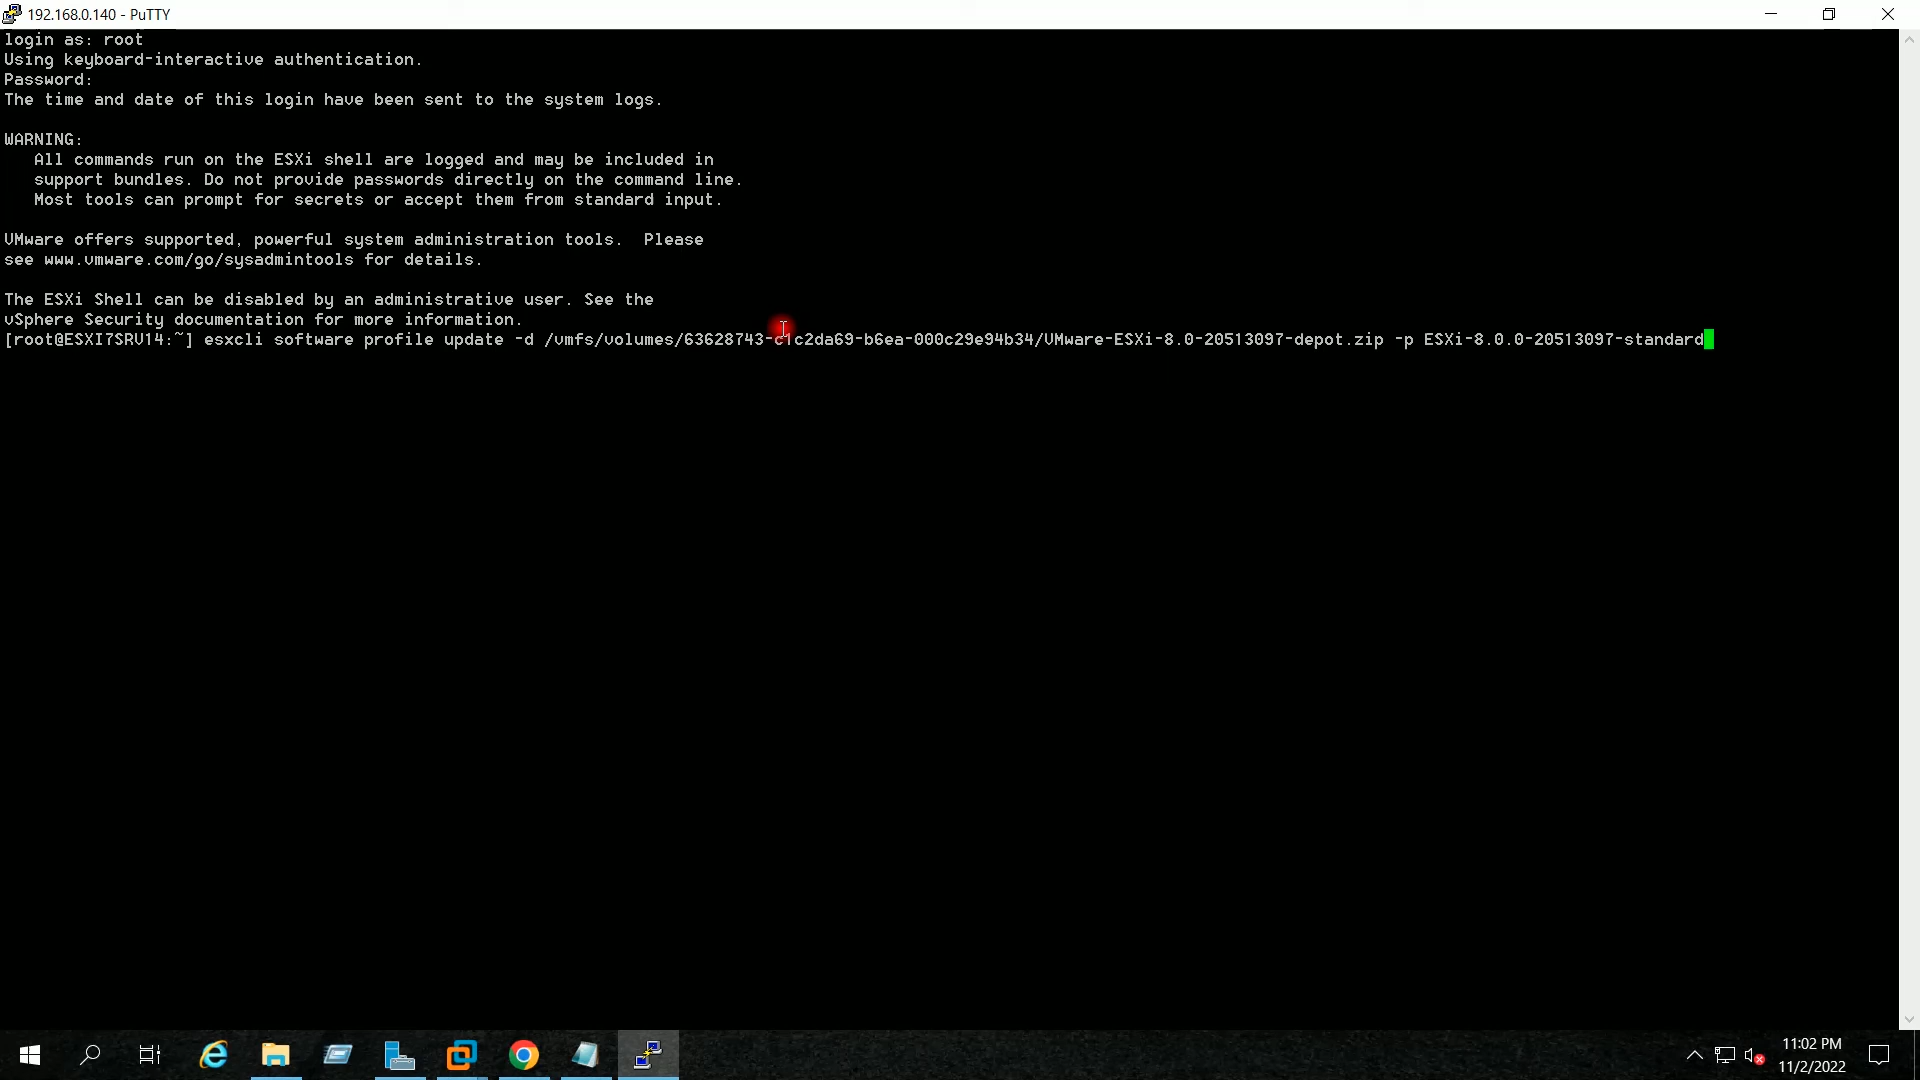 192.168.0.140 - PuTTY
login as: root
Using keyboard-interactive authentication.
Password:
The time and date of this login have been sent to the system logs.
WARNING:
All commands run on the ESXi shell are logged and may be included in
support bundles. Do not provide passwords directly on the command line.
Most tools can prompt for secrets or accept them from standard input.
VMware offers supported, powerful system administration tools.  Please
see www.vmware.com/go/sysadmintools for details.
The ESXi Shell can be disabled by an administrative user. See the
vSphere Security documentation for more information.
[root@ESXI7SRV14:~] esxcli software profile update -d /vmfs/volumes/63628743-c1c2da69-b6ea-000c29e94b34/VMware-ESXi-8.0-20513097-depot.zip -p ESXi-8.0.0-20513097-standard
11:02 PM
11/2/2022